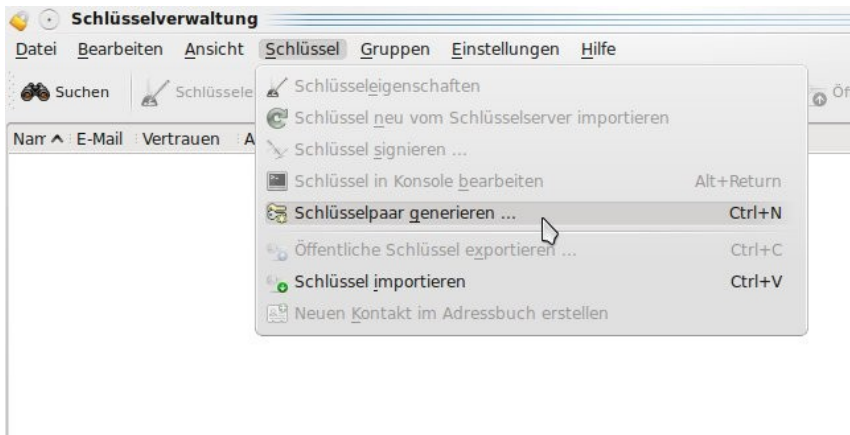 Schlüsselverwaltung
Datei Bearbeiten Ansicht Schlüssel Gruppen Einstellungen Hilfe
Suchen Schlüssele Öf
Nam E-Mail Vertrauen A
Schlüsseleigenschaften
Schlüssel neu vom Schlüsselserver importieren
Schlüssel signieren ...
Schlüssel in Konsole bearbeiten Alt+Return
Schlüsselpaar generieren ... Ctrl+N
Öffentliche Schlüssel exportieren ... Ctrl+C
Schlüssel importieren Ctrl+V
Neuen Kontakt im Adressbuch erstellen